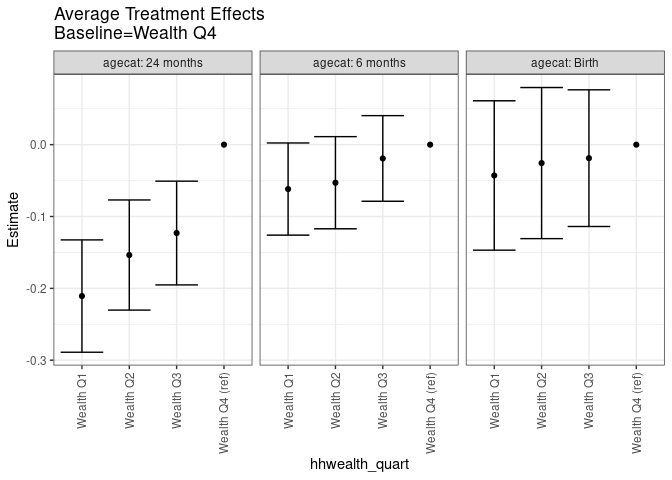 Average Treatment Effects
Baseline=Wealth Q4
agecat: 24 months
agecat: 6 months
agecat: Birth
Estimate
0.0
-0.1
-0.2
-0.3
Wealth Q1
Wealth Q2
Wealth Q3
Wealth Q4 (ref)
Wealth Q1
Wealth Q2
Wealth Q3
Wealth Q4 (ref)
Wealth Q1
Wealth Q2
Wealth Q3
Wealth Q4 (ref)
hhwealth_quart